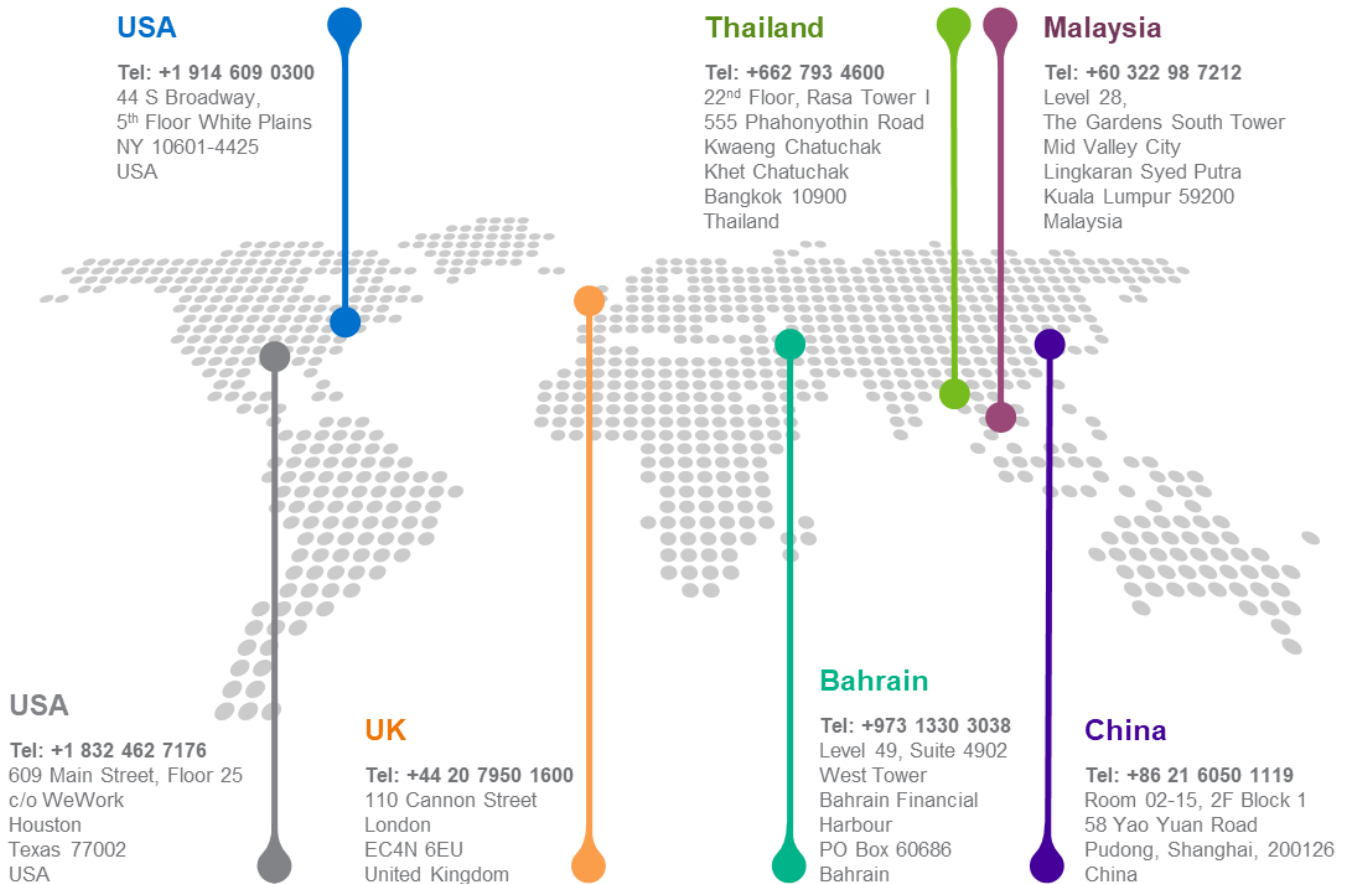 USA
Tel: +1 914 609 0300
44 S Broadway,
5th Floor White Plains
NY 10601-4425
USA
Thailand
Tel: +662 793 4600
22nd Floor, Rasa Tower I
555 Phahonyothin Road
Kwaeng Chatuchak
Khet Chatuchak
Bangkok 10900
Thailand
Malaysia
Tel: +60 322 98 7212
Level 28,
The Gardens South Tower
Mid Valley City
Lingkaran Syed Putra
Kuala Lumpur 59200
Malaysia
USA
Tel: +1 832 462 7176
609 Main Street, Floor 25
c/o WeWork
Houston
Texas 77002
USA
UK
Tel: +44 20 7950 1600
110 Cannon Street
London
EC4N 6EU
United Kingdom
Bahrain
Tel: +973 1330 3038
Level 49, Suite 4902
West Tower
Bahrain Financial
Harbour
PO Box 60686
Bahrain
China
Tel: +86 21 6050 1119
Room 02-15, 2F Block 1
58 Yao Yuan Road
Pudong, Shanghai, 200126
China